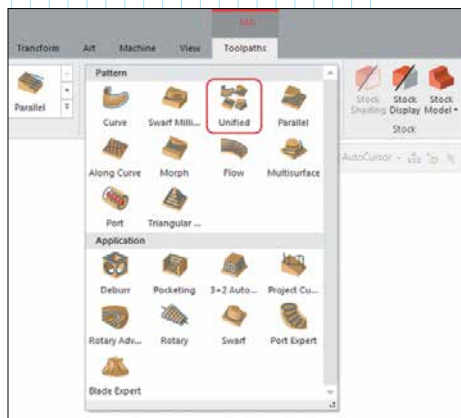 Mill
Transform Art Machine View Toolpaths
Parallel
Pattern
Curve Swarf Milli... Unified Parallel
Along Curve Morph Flow Multisurface
Port Triangular ...
Application
Deburr Pocketing 3+2 Auto... Project Cu...
Rotary Adv... Rotary Swarf Port Expert
Blade Expert
Stock Shading Stock Display Stock Model
Stock
AutoCursor